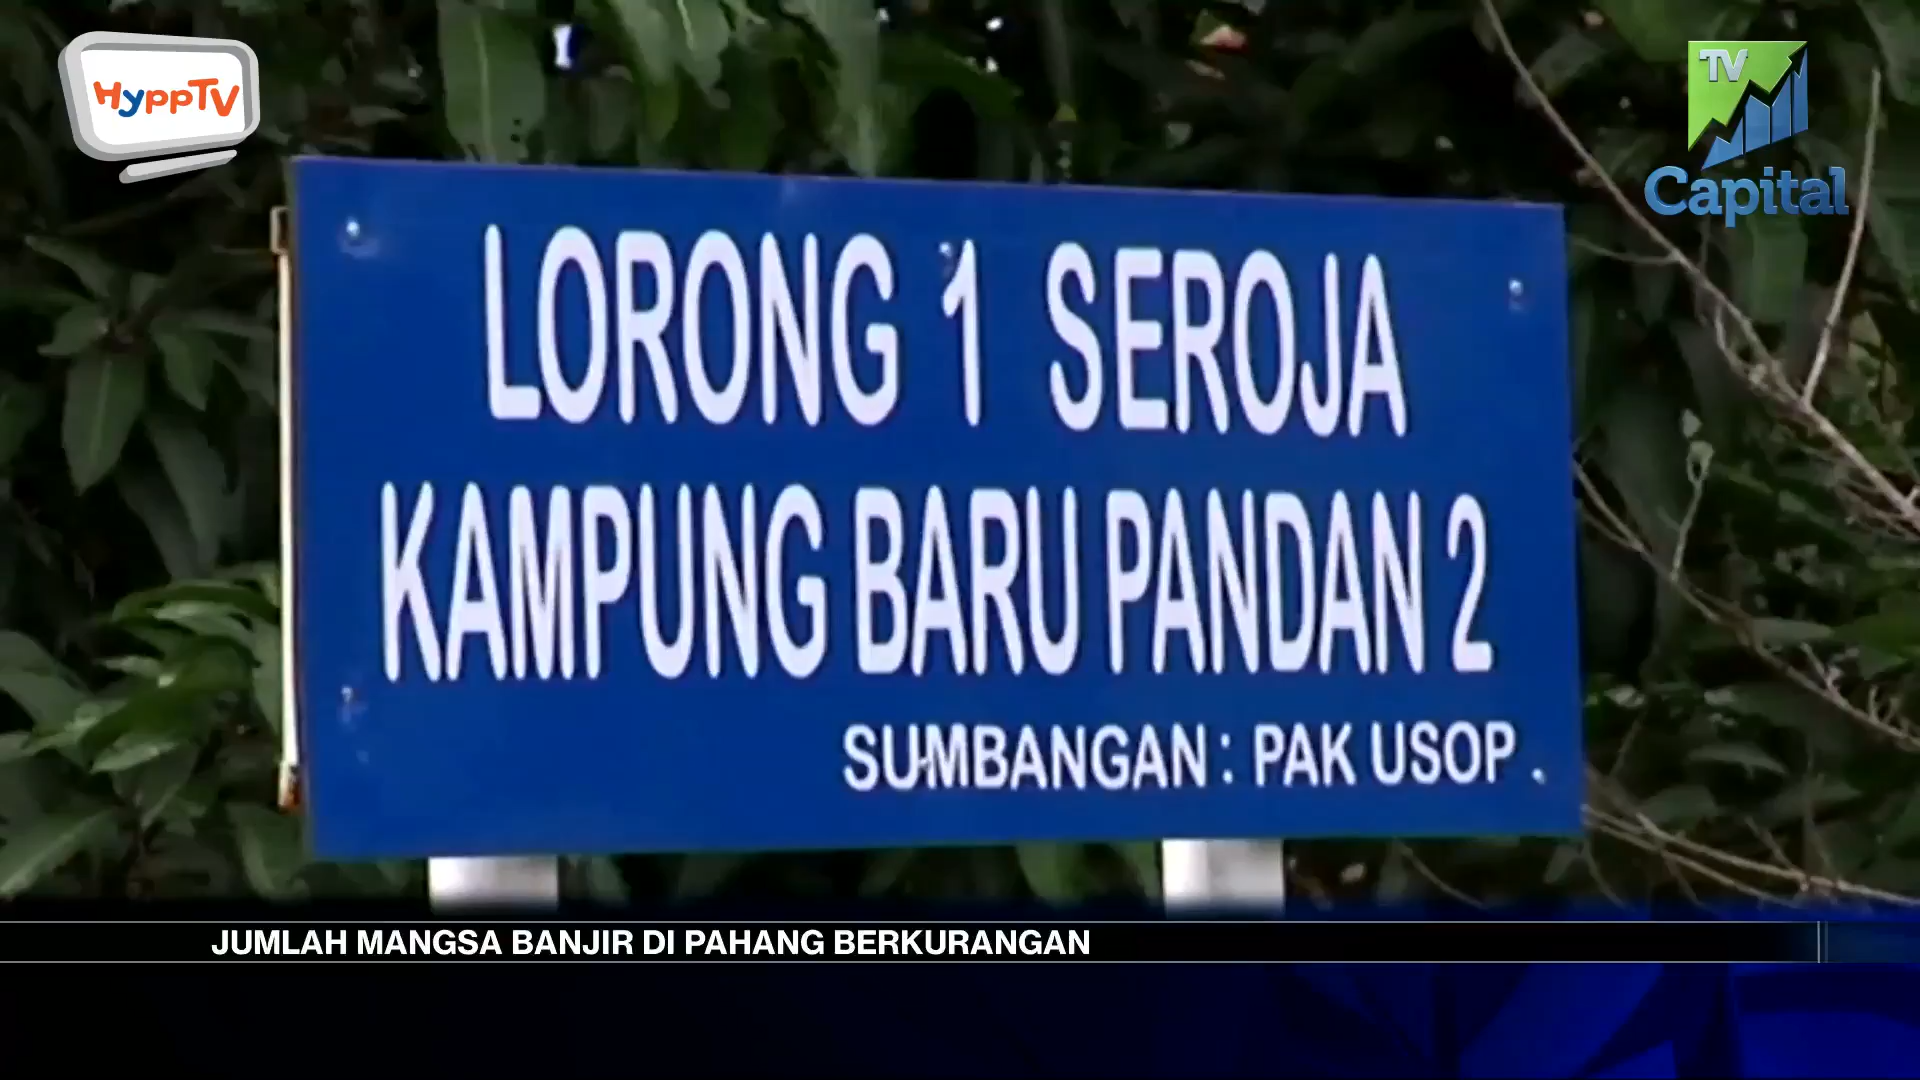 HyppTV
TV
Capital
LORONG 1 SEROJA
KAMPUNG BARU PANDAN 2
SUMBANGAN : PAK USOP .
JUMLAH MANGSA BANJIR DI PAHANG BERKURANGAN